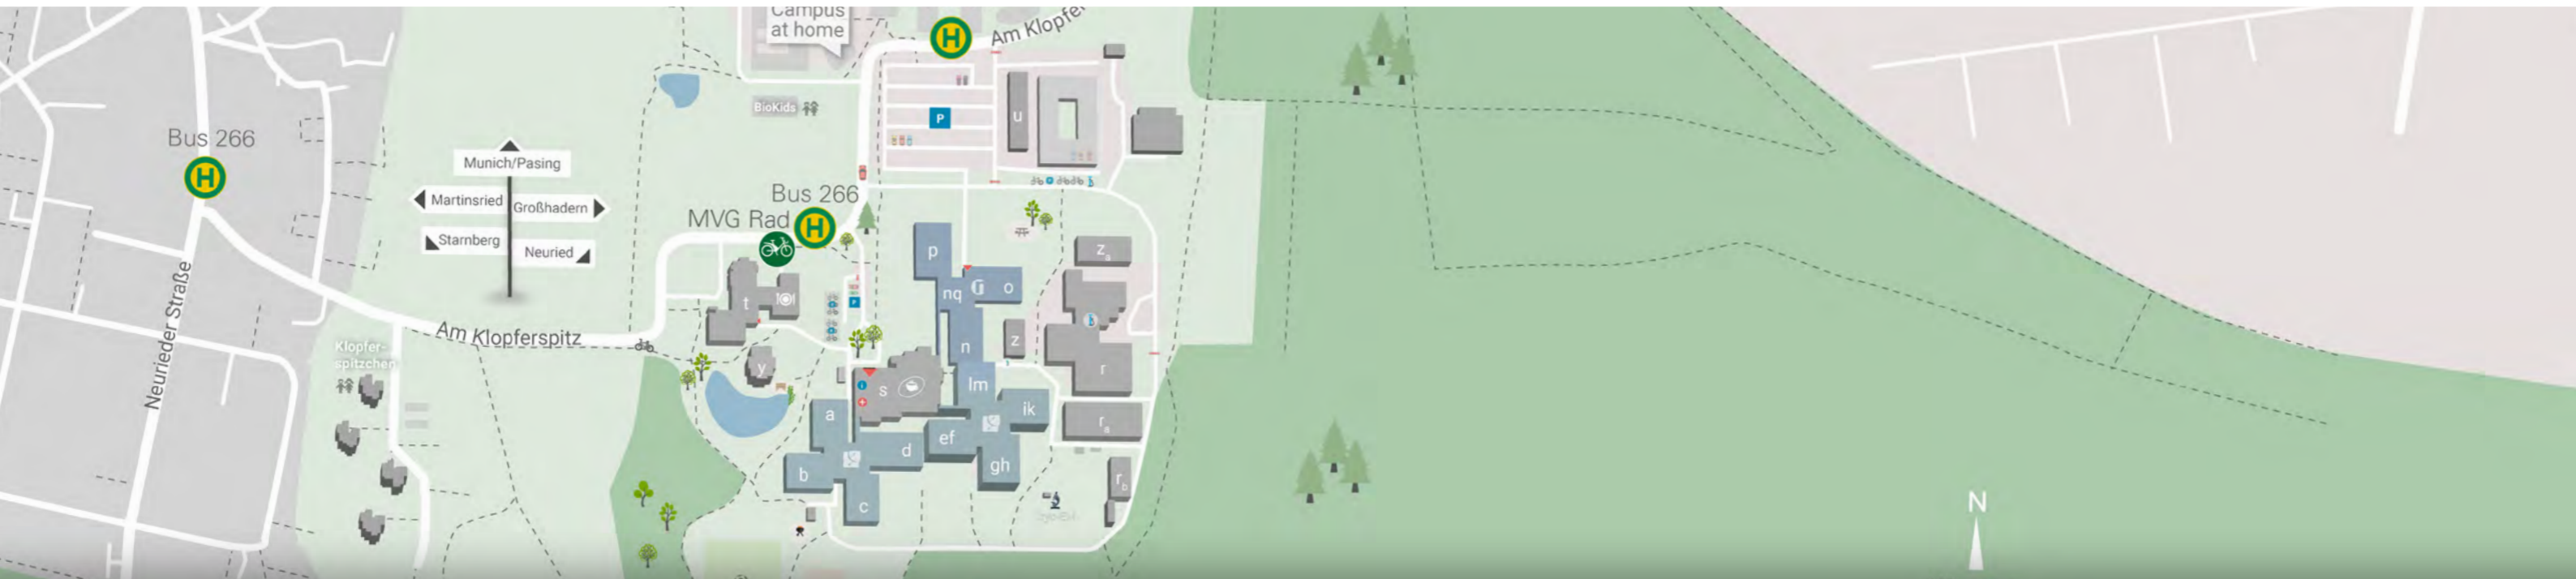 Campus
at home
H
Am Klopfe
BioKids
P
u
Bus 266
H
Munich/Pasing
Martinsried
Großhadern
Starnberg
Neuried
Bus 266
MVG Rad
H
p
z a
nq
o
t
P
Neurieder Straße
Am Klopferspitz
Klopfer-
spitzchen
n
z
y
r
s
lm
i
a
ik
r a
ef
d
b
gh
r b
c
N
H